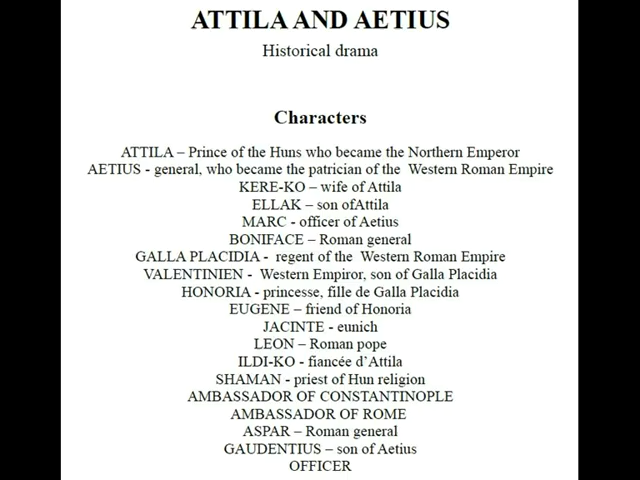 ATTILA AND AETIUS
Historical drama
Characters
ATTILA – Prince of the Huns who became the Northern Emperor
AETIUS - general, who became the patrician of the Western Roman Empire
KERE-KO – wife of Attila
ELLAK – son ofAttila
MARC - officer of Aetius
BONIFACE – Roman general
GALLA PLACIDIA - regent of the Western Roman Empire
VALENTINIEN - Western Empiror, son of Galla Placidia
HONORIA - princesse, fille de Galla Placidia
EUGENE – friend of Honoria
JACINTE - eunich
LEON – Roman pope
ILDI-KO - fiancée d’Attila
SHAMAN - priest of Hun religion
AMBASSADOR OF CONSTANTINOPLE
AMBASSADOR OF ROME
ASPAR – Roman general
GAUDENTIUS – son of Aetius
OFFICER